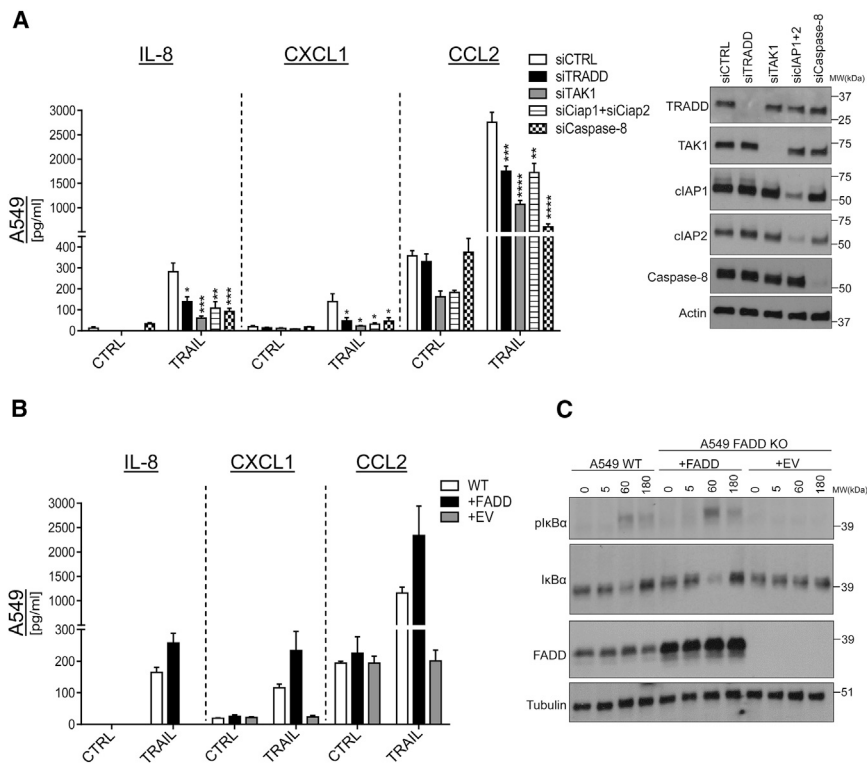 A
IL-8 CXCL1 CCL2
siCTRL
siTRADD
siTAK1
siCiap1+siCiap2
siCaspase-8
A549
[pg/ml]
3000
2500
2000
1500
1000
400
300
200
100
0
* *** ** *** * * * * *** **** ** ****
CTRL TRAIL CTRL TRAIL CTRL TRAIL
siCTRL siTRADD siTAK1 sicIAP1+2 siCaspase-8
MW(kDa)
TRADD 37
25
TAK1 75
cIAP1 75
50
cIAP2 75
50
Caspase-8 50
Actin 37
B
IL-8 CXCL1 CCL2
WT
+FADD
+EV
A549
[pg/ml]
3000
2500
2000
1500
1000
300
200
100
0
CTRL TRAIL CTRL TRAIL CTRL TRAIL
C
A549 FADD KO
A549 WT +FADD +EV
0 5 60 180 0 5 60 180 0 5 60 180 MW(kDa)
pIκBα 39
IκBα 39
FADD 39
Tubulin 51